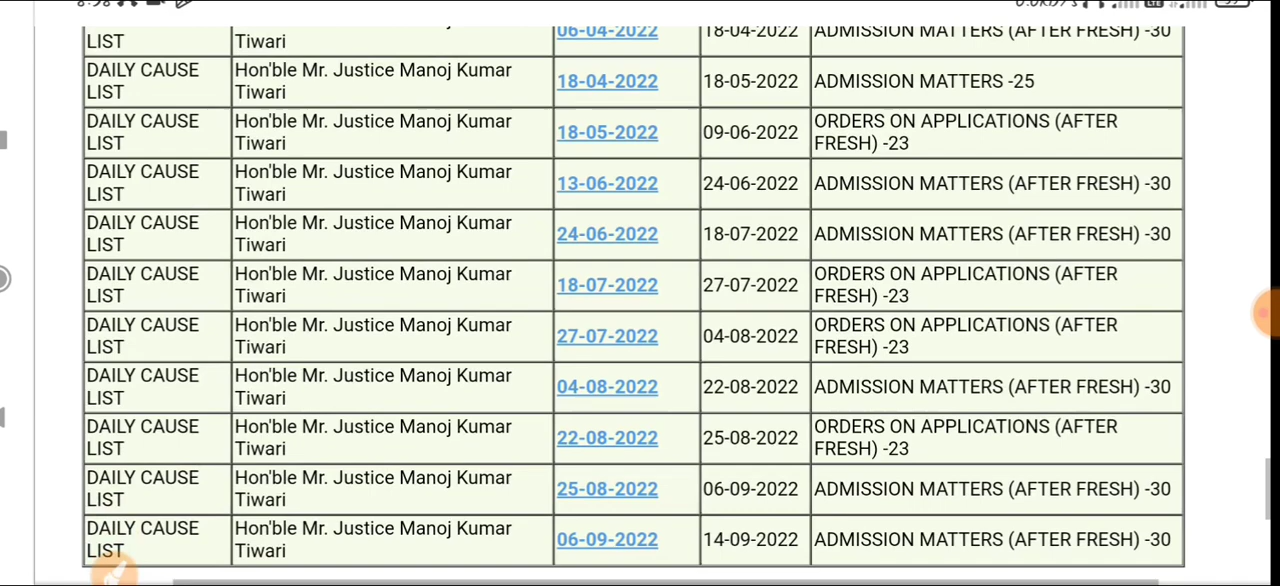 LIST Tiwari 06-04-2022 18-04-2022 ADMISSION MATTERS (AFTER FRESH) -30
DAILY CAUSE Hon'ble Mr. Justice Manoj Kumar
LIST Tiwari 18-04-2022 18-05-2022 ADMISSION MATTERS -25
DAILY CAUSE Hon'ble Mr. Justice Manoj Kumar ORDERS ON APPLICATIONS (AFTER
LIST Tiwari 18-05-2022 09-06-2022 FRESH) -23
DAILY CAUSE Hon'ble Mr. Justice Manoj Kumar
LIST Tiwari 13-06-2022 24-06-2022 ADMISSION MATTERS (AFTER FRESH) -30
DAILY CAUSE Hon'ble Mr. Justice Manoj Kumar
LIST Tiwari 24-06-2022 18-07-2022 ADMISSION MATTERS (AFTER FRESH) -30
DAILY CAUSE Hon'ble Mr. Justice Manoj Kumar ORDERS ON APPLICATIONS (AFTER
LIST Tiwari 18-07-2022 27-07-2022 FRESH) -23
DAILY CAUSE Hon'ble Mr. Justice Manoj Kumar ORDERS ON APPLICATIONS (AFTER
LIST Tiwari 27-07-2022 04-08-2022 FRESH) -23
DAILY CAUSE Hon'ble Mr. Justice Manoj Kumar
LIST Tiwari 04-08-2022 22-08-2022 ADMISSION MATTERS (AFTER FRESH) -30
DAILY CAUSE Hon'ble Mr. Justice Manoj Kumar ORDERS ON APPLICATIONS (AFTER
LIST Tiwari 22-08-2022 25-08-2022 FRESH) -23
DAILY CAUSE Hon'ble Mr. Justice Manoj Kumar
LIST Tiwari 25-08-2022 06-09-2022 ADMISSION MATTERS (AFTER FRESH) -30
DAILY CAUSE Hon'ble Mr. Justice Manoj Kumar
LIST Tiwari 06-09-2022 14-09-2022 ADMISSION MATTERS (AFTER FRESH) -30